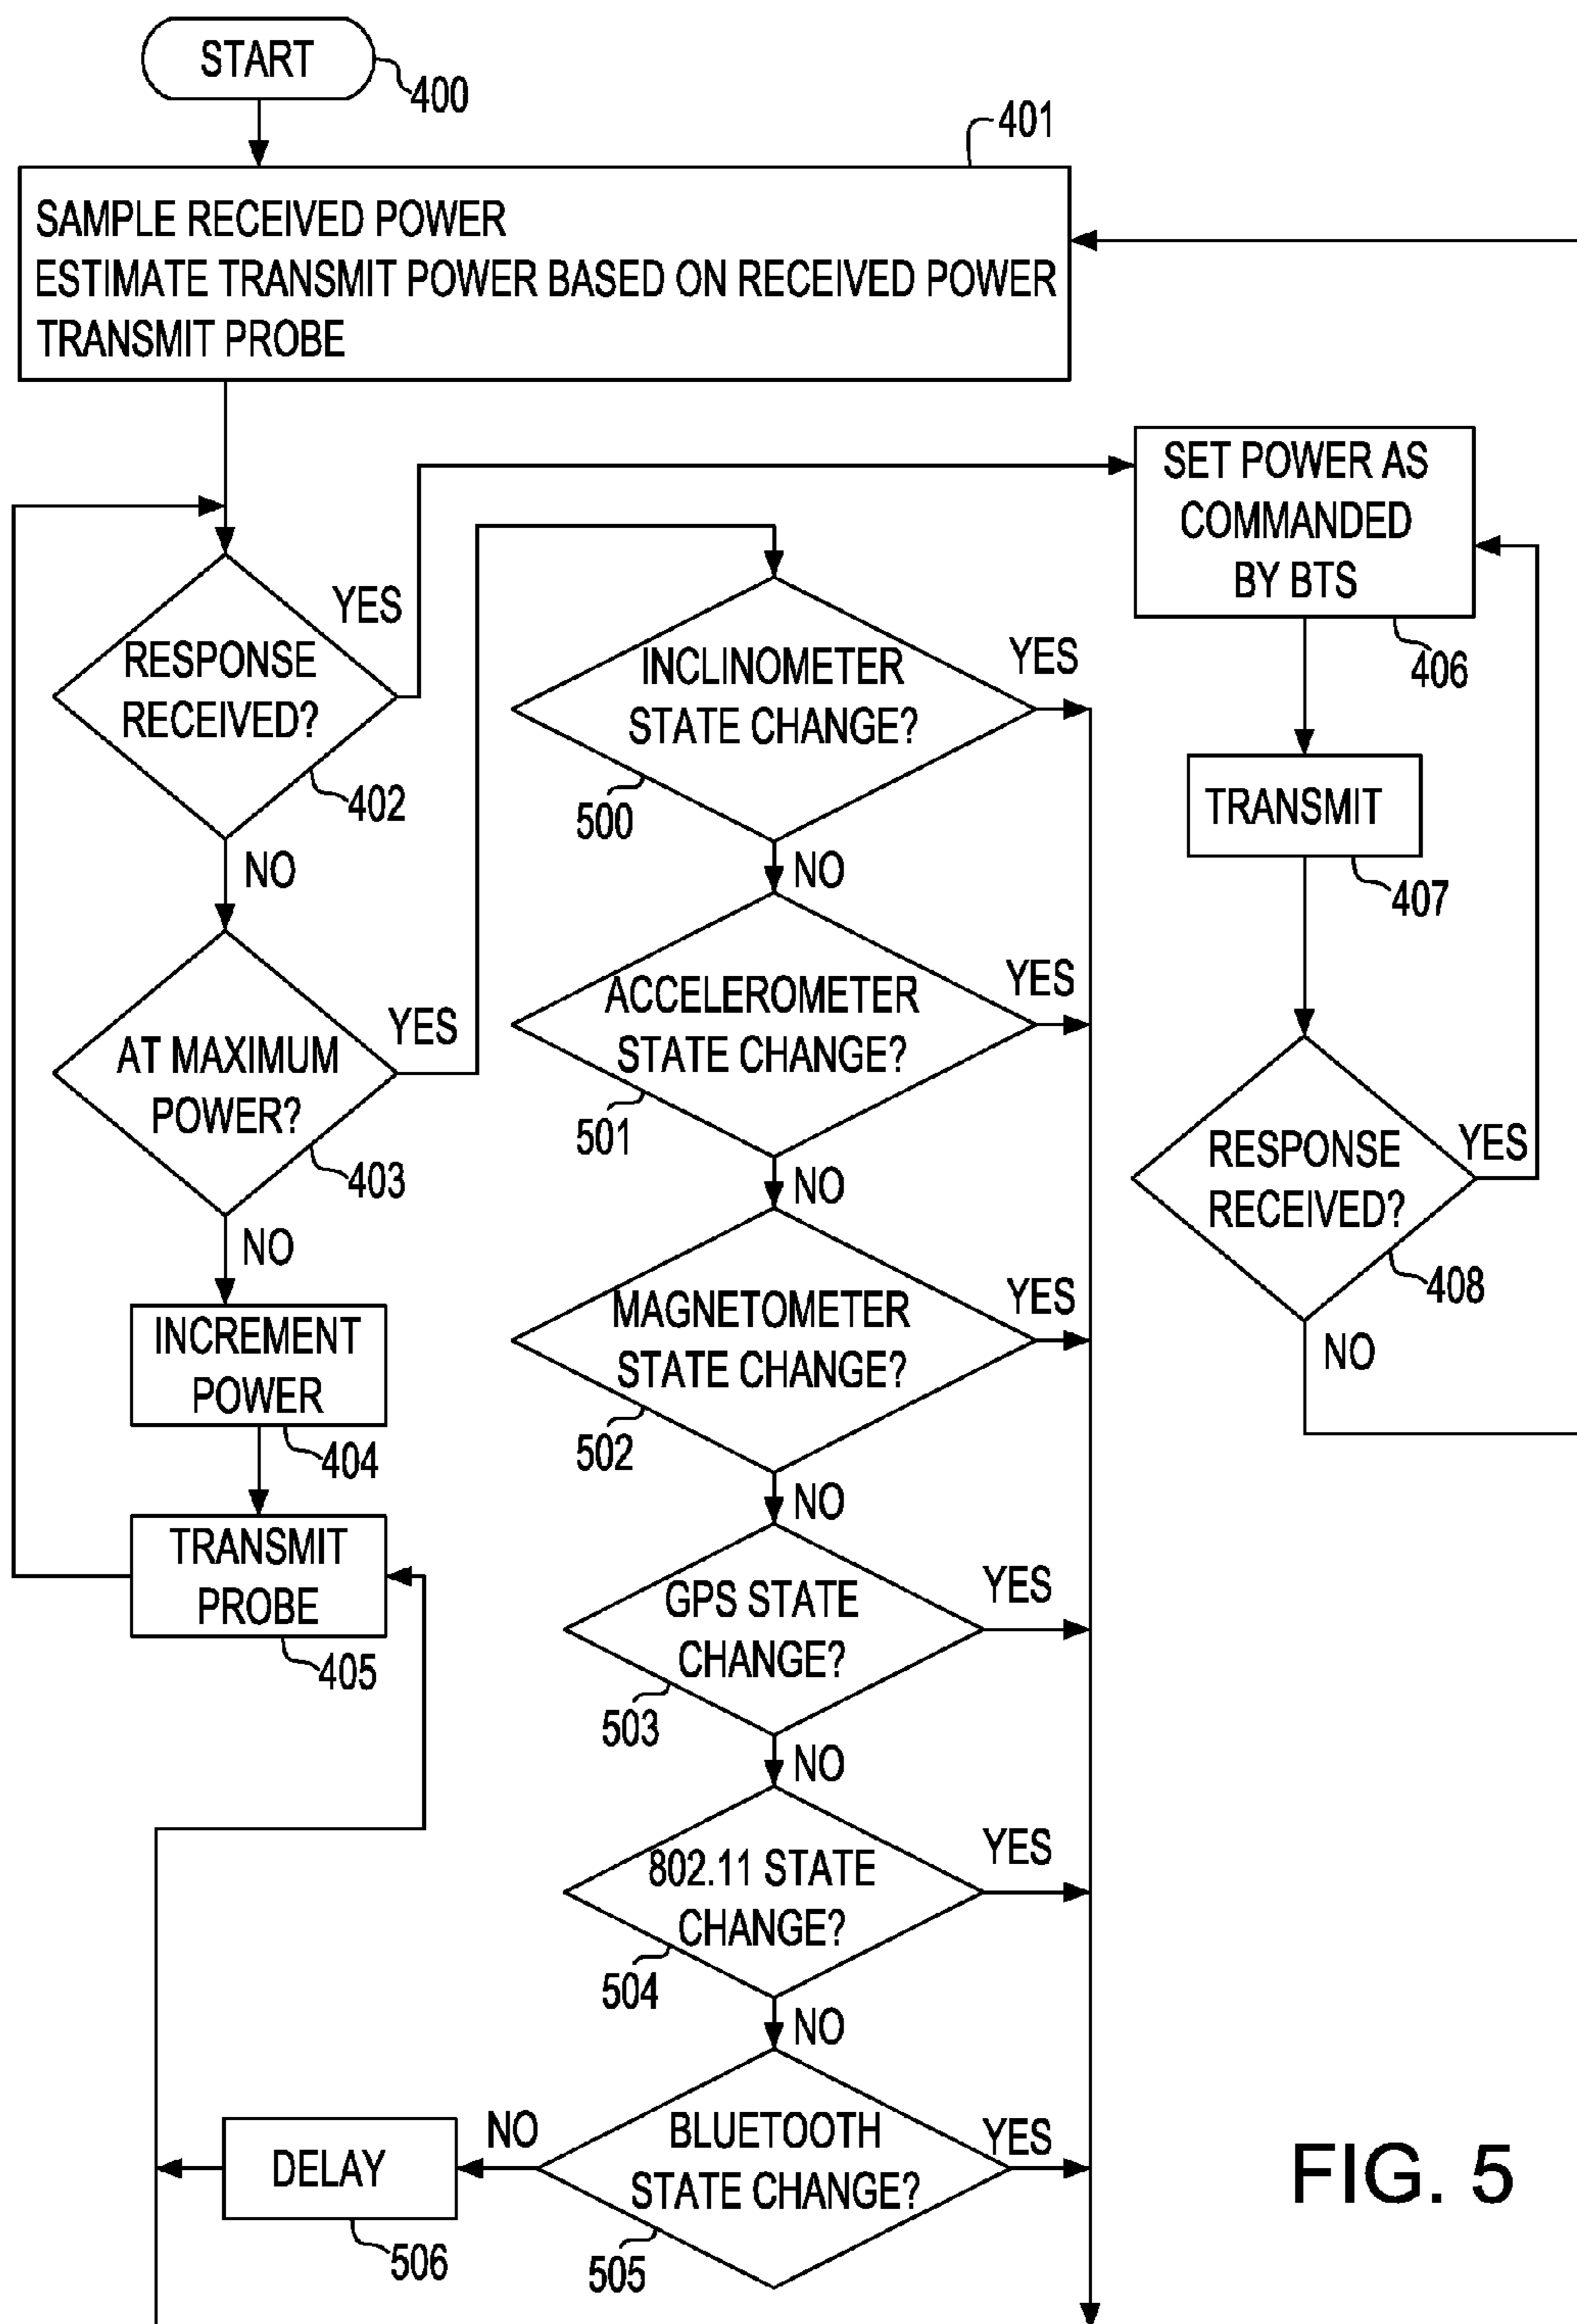 START
400
401
SAMPLE RECEIVED POWER
ESTIMATE TRANSMIT POWER BASED ON RECEIVED POWER
TRANSMIT PROBE
RESPONSE
RECEIVED?
YES
402
NO
AT MAXIMUM
POWER?
YES
403
NO
INCREMENT
POWER
404
TRANSMIT
PROBE
405
INCLINOMETER
STATE CHANGE?
YES
500
NO
ACCELEROMETER
STATE CHANGE?
YES
501
NO
MAGNETOMETER
STATE CHANGE?
YES
502
NO
GPS STATE
CHANGE?
YES
503
NO
802.11 STATE
CHANGE?
YES
504
NO
BLUETOOTH
STATE CHANGE?
YES
505
NO
DELAY
506
SET POWER AS
COMMANDED
BY BTS
406
TRANSMIT
407
RESPONSE
RECEIVED?
YES
408
NO
FIG. 5